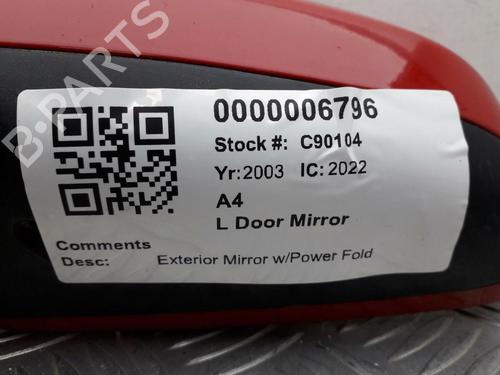 0000006796
Stock #: C90104
Yr: 2003 IC: 2022
A4
L Door Mirror
Comments
Desc: Exterior Mirror w/Power Fold
B-PARTS